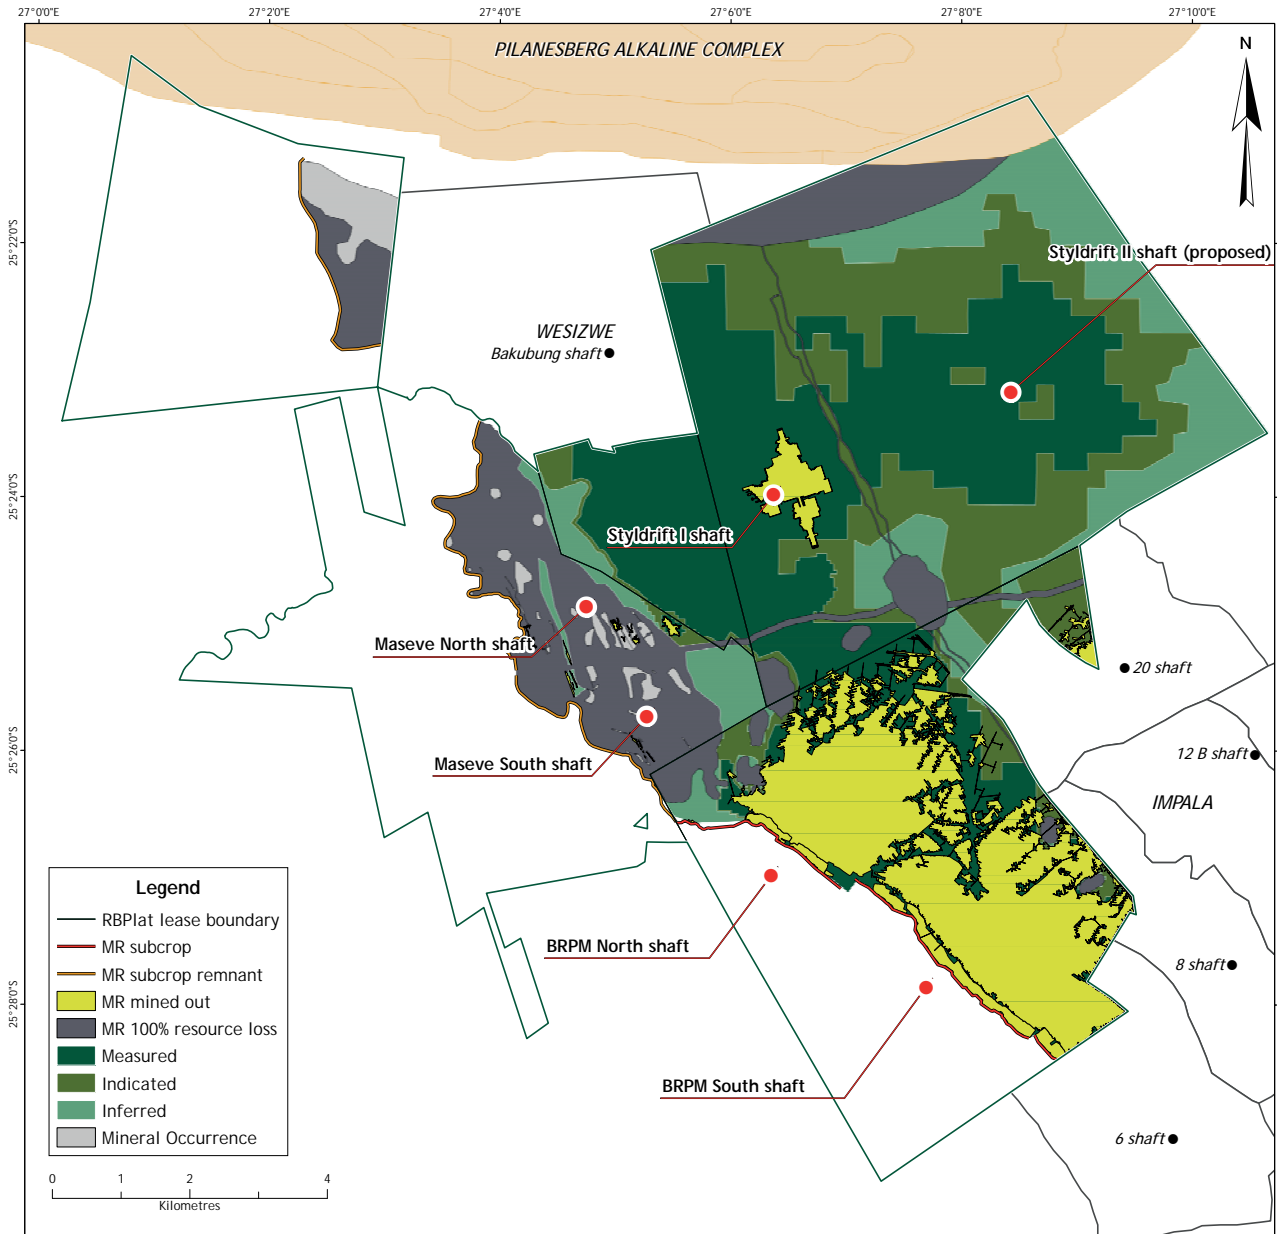 27°0'0"E
27°2'0"E
27°4'0"E
27°6'0"E
27°8'0"E
27°10'0"E
PILANESBERG ALKALINE COMPLEX
N
25°22'0"S
Styldrift II shaft (proposed)
WESIZWE
Bakubung shaft
25°24'0"S
Styldrift I shaft
Maseve North shaft
20 shaft
25°26'0"S
12 B shaft
Maseve South shaft
IMPALA
Legend
RBPlat lease boundary
MR subcrop
MR subcrop remnant
MR mined out
MR 100% resource loss
Measured
Indicated
Inferred
Mineral Occurrence
BRPM North shaft
8 shaft
25°28'0"S
BRPM South shaft
6 shaft
0 1 2 4
Kilometres